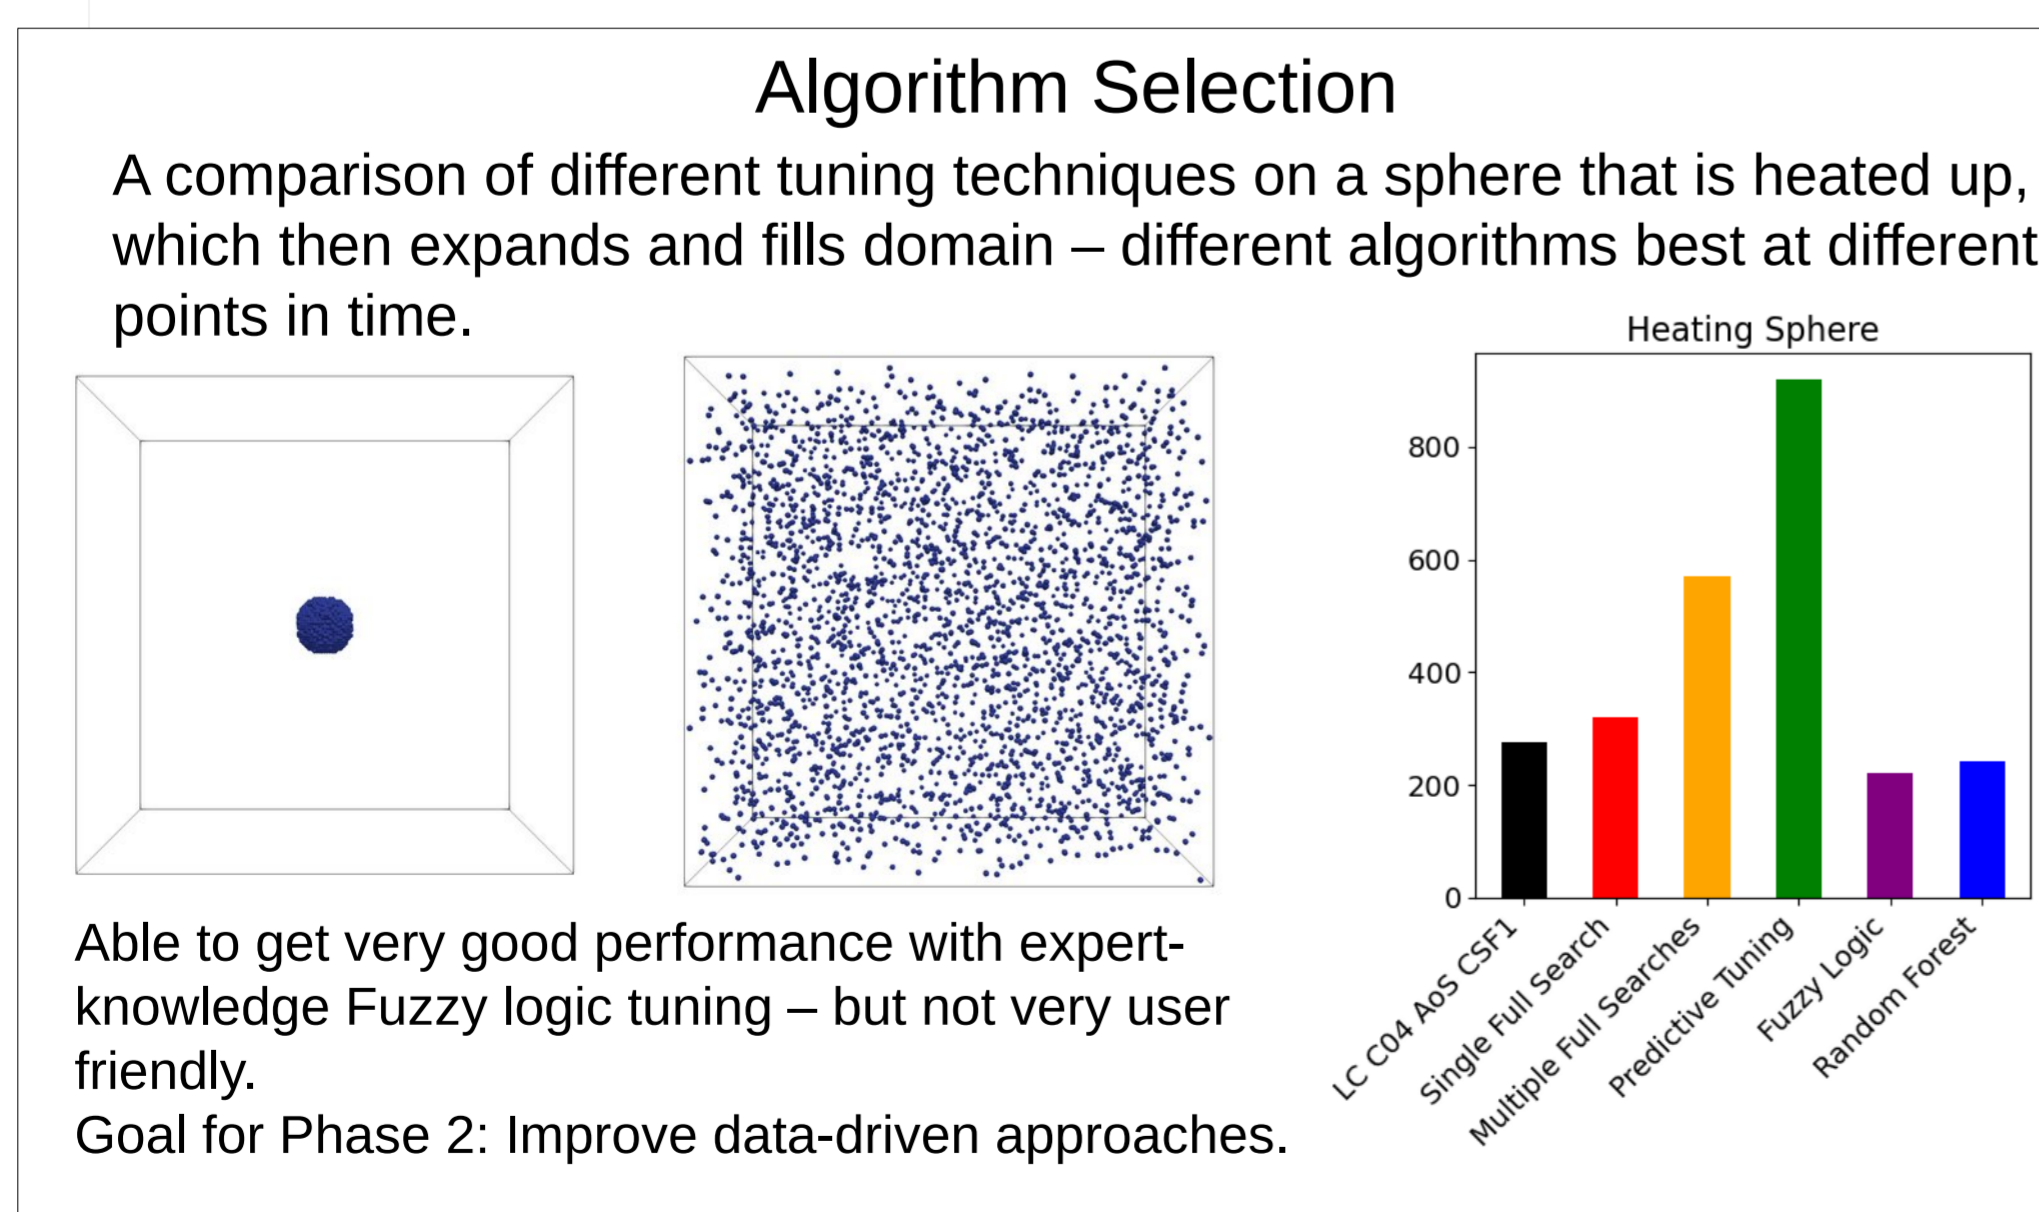 Algorithm Selection
A comparison of different tuning techniques on a sphere that is heated up,
which then expands and fills domain – different algorithms best at different
points in time.
Heating Sphere
800
600
400
200
0
LC C04 AoS CSF1
Single Full Search
Multiple Full Searches
Predictive Tuning
Fuzzy Logic
Random Forest
Able to get very good performance with expert-
knowledge Fuzzy logic tuning – but not very user
friendly.
Goal for Phase 2: Improve data-driven approaches.